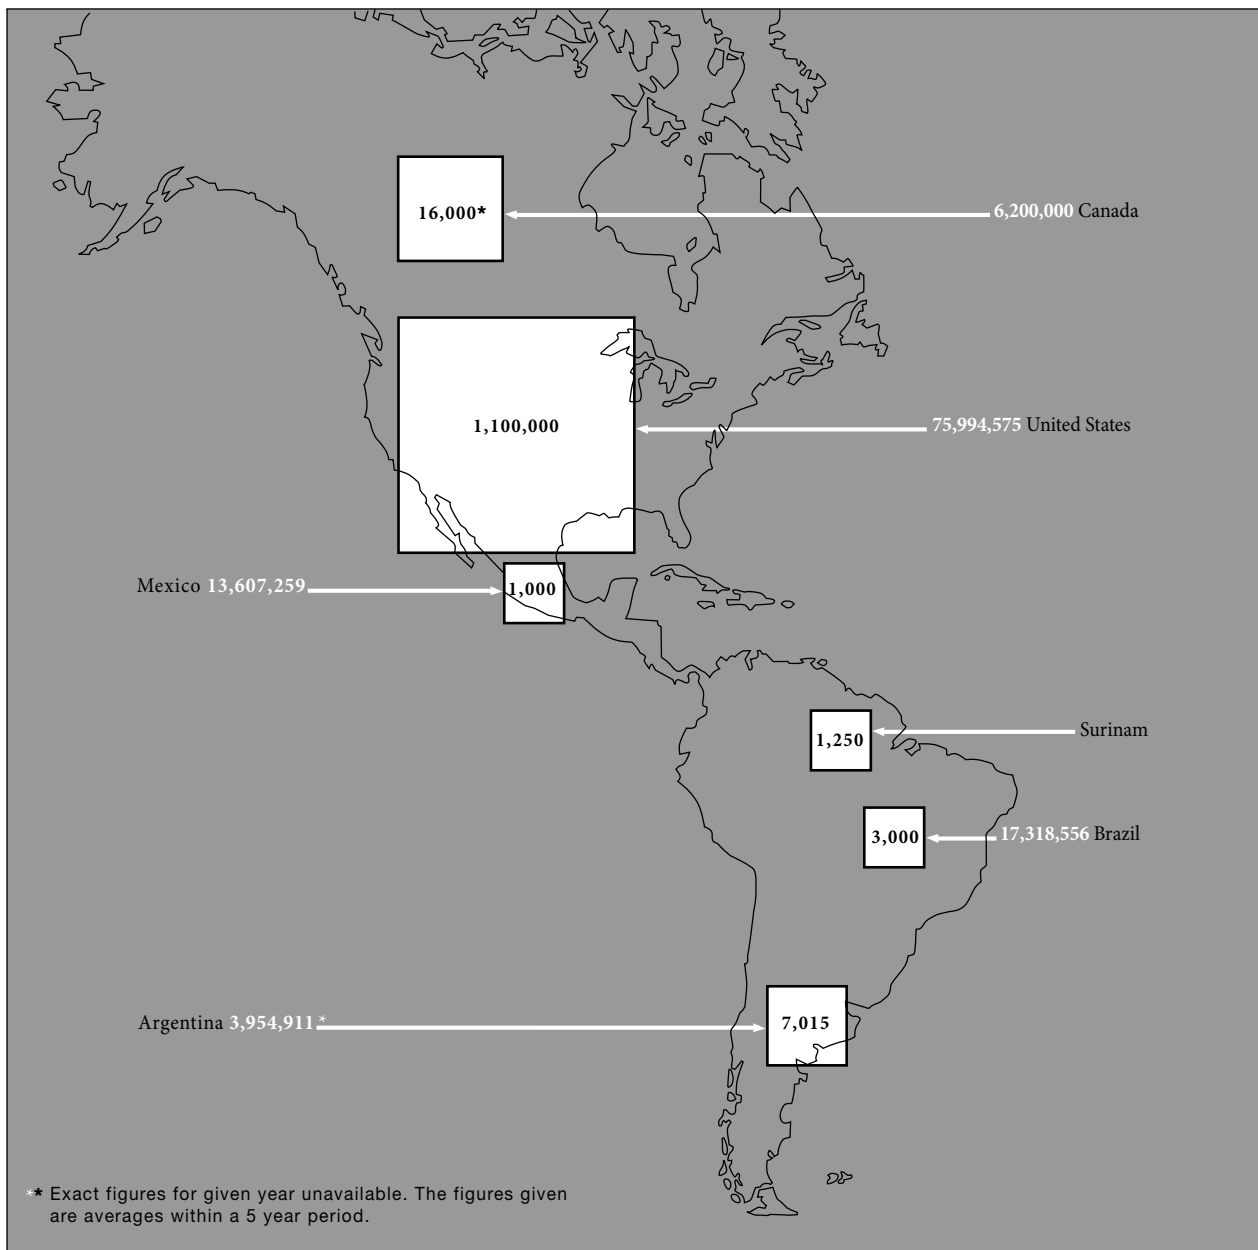 16,000*
6,200,000 Canada
1,100,000
75,994,575 United States
Mexico 13,607,259
1,000
1,250
Surinam
3,000
17,318,556 Brazil
Argentina 3,954,911*
7,015
** Exact figures for given year unavailable. The figures given
are averages within a 5 year period.